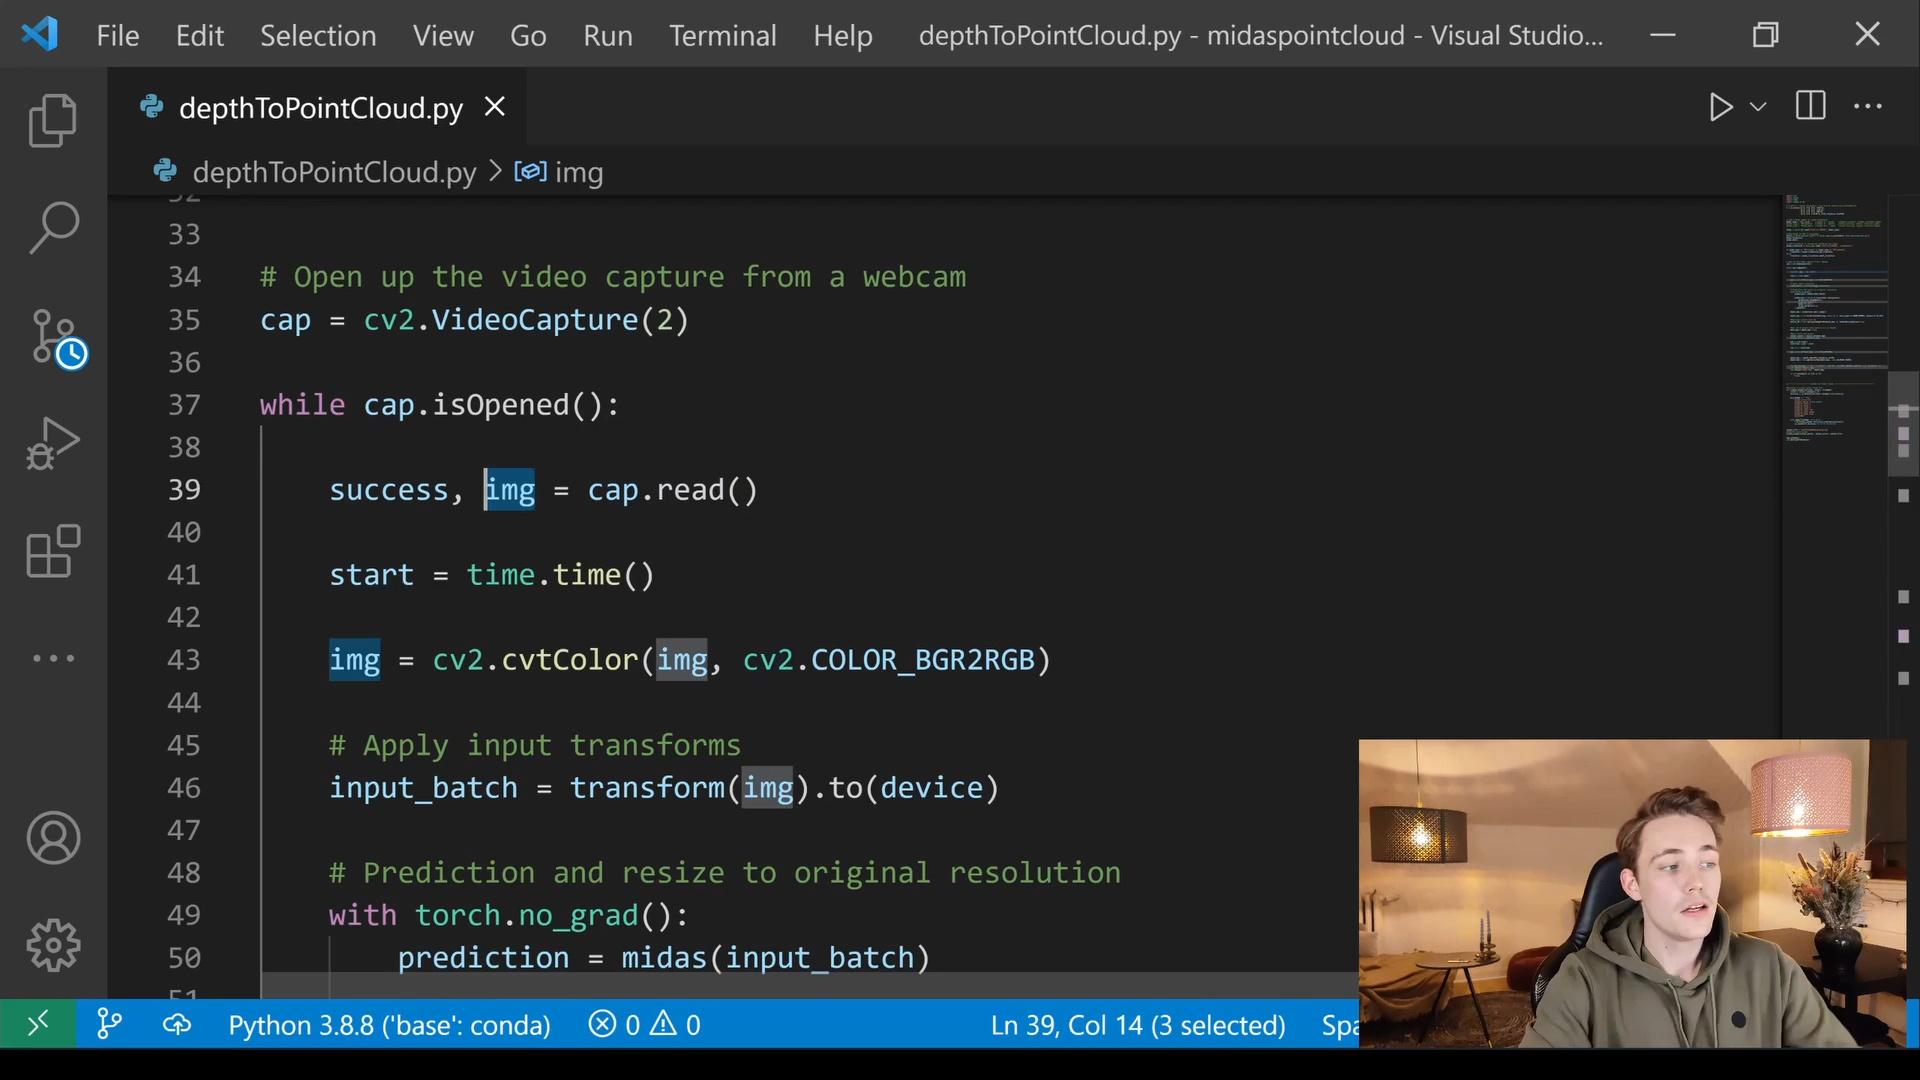 File Edit Selection View Go Run Terminal Help depthToPointCloud.py - midaspointcloud - Visual Studio...
depthToPointCloud.py
depthToPointCloud.py > img
32
33
34 # Open up the video capture from a webcam
35 cap = cv2.VideoCapture(2)
36
37 while cap.isOpened():
38
39 success, img = cap.read()
40
41 start = time.time()
42
43 img = cv2.cvtColor(img, cv2.COLOR_BGR2RGB)
44
45 # Apply input transforms
46 input_batch = transform(img).to(device)
47
48 # Prediction and resize to original resolution
49 with torch.no_grad():
50 prediction = midas(input_batch)
51
Python 3.8.8 ('base': conda) 0 0 Ln 39, Col 14 (3 selected) Spa